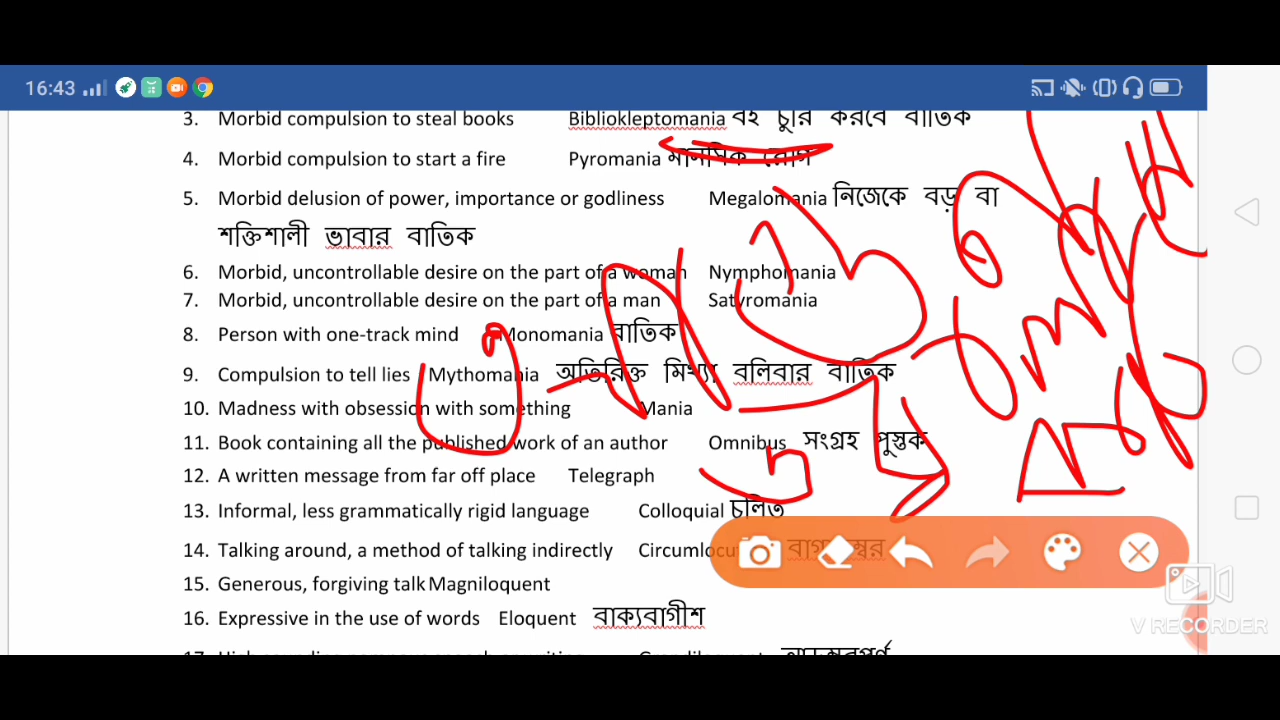 16:43
3. Morbid compulsion to steal books Bibliokleptomania বই চুরি করবে বাতিক
4. Morbid compulsion to start a fire Pyromania মানসিক রোগ
5. Morbid delusion of power, importance or godliness Megalomania নিজেকে বড় বা
শক্তিশালী ভাবার বাতিক
6. Morbid, uncontrollable desire on the part of a woman Nymphomania
7. Morbid, uncontrollable desire on the part of a man Satyromania
8. Person with one-track mind Monomania বাতিক
9. Compulsion to tell lies Mythomania অতিরিক্ত মিথ্যা বলিবার বাতিক
10. Madness with obsession with something Mania
11. Book containing all the published work of an author Omnibus সংগ্রহ পুস্তক
12. A written message from far off place Telegraph
13. Informal, less grammatically rigid language Colloquial চলিত
14. Talking around, a method of talking indirectly
15. Generous, forgiving talk Magniloquent
16. Expressive in the use of words Eloquent বাক্যবাগীশ
V RECORDER